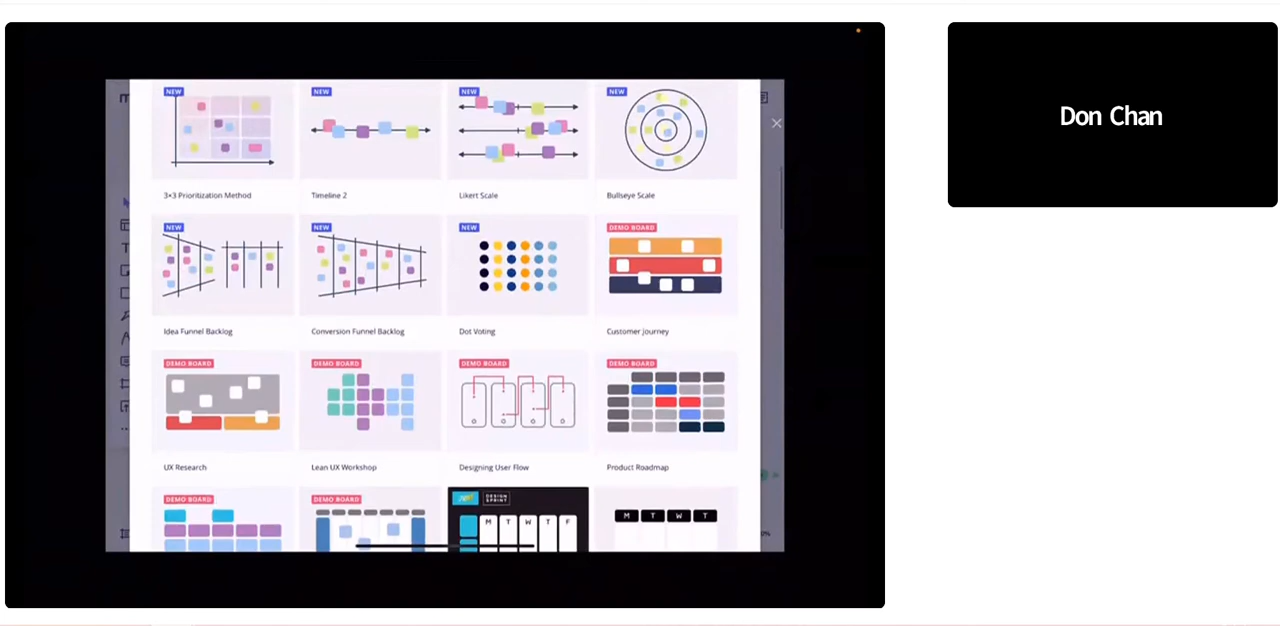 Don Chan
NEW
NEW
NEW
NEW
3×3 Prioritization Method
Timeline 2
Likert Scale
Bullseye Scale
NEW
NEW
NEW
DEMO BOARD
Idea Funnel Backlog
Conversion Funnel Backlog
Dot Voting
Customer Journey
DEMO BOARD
DEMO BOARD
DEMO BOARD
DEMO BOARD
UX Research
Lean UX Workshop
Designing User Flow
Product Roadmap
DEMO BOARD
DEMO BOARD
DESIGN
SPRINT
M T W T F
M T W T